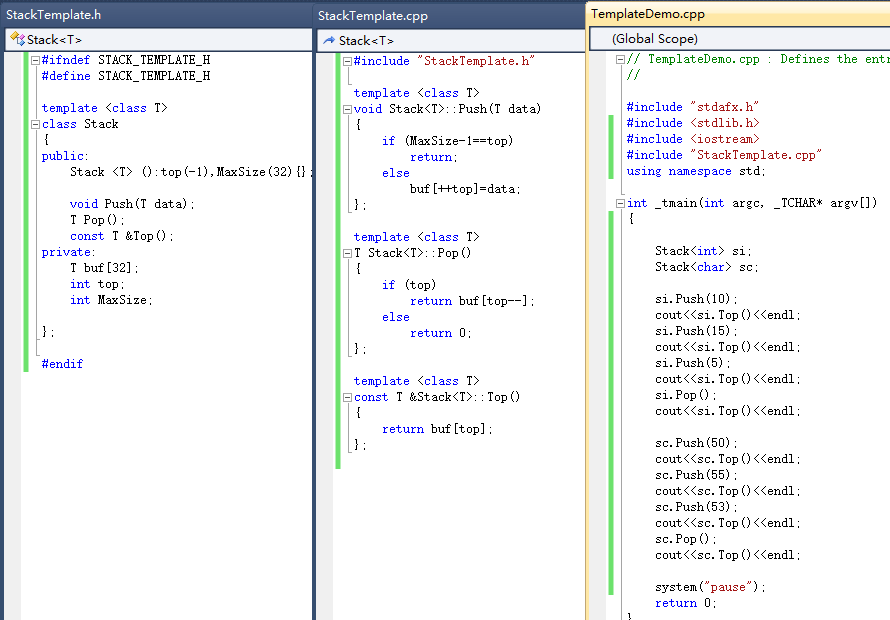 StackTemplate.h
Stack<T>
#ifndef STACK_TEMPLATE_H
#define STACK_TEMPLATE_H
template <class T>
class Stack
{
public:
Stack <T> ():top(-1),MaxSize(32){};
void Push(T data);
T Pop();
const T &Top();
private:
T buf[32];
int top;
int MaxSize;
};
#endif
StackTemplate.cpp
Stack<T>
#include "StackTemplate.h"
template <class T>
void Stack<T>::Push(T data)
{
if (MaxSize-1==top)
return;
else
buf[++top]=data;
};
template <class T>
T Stack<T>::Pop()
{
if (top)
return buf[top--];
else
return 0;
};
template <class T>
const T &Stack<T>::Top()
{
return buf[top];
};
TemplateDemo.cpp
(Global Scope)
// TemplateDemo.cpp : Defines the entr
//
#include "stdafx.h"
#include <stdlib.h>
#include <iostream>
#include "StackTemplate.cpp"
using namespace std;
int _tmain(int argc, _TCHAR* argv[])
{
Stack<int> si;
Stack<char> sc;
si.Push(10);
cout<<si.Top()<<endl;
si.Push(15);
cout<<si.Top()<<endl;
si.Push(5);
cout<<si.Top()<<endl;
si.Pop();
cout<<si.Top()<<endl;
sc.Push(50);
cout<<sc.Top()<<endl;
sc.Push(55);
cout<<sc.Top()<<endl;
sc.Push(53);
cout<<sc.Top()<<endl;
sc.Pop();
cout<<sc.Top()<<endl;
system("pause");
return 0;
}